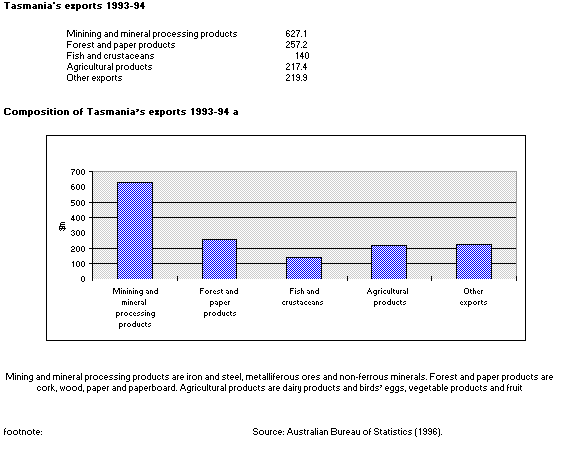 Tasmania's exports 1993-94
Minining and mineral processing products 627.1
Forest and paper products 257.2
Fish and crustaceans 140
Agricultural products 217.4
Other exports 219.9
Composition of Tasmania's exports 1993-94 a
700
600
500
400
300
200
100
0
$m
Minining and
mineral
processing
products
Forest and
paper
products
Fish and
crustaceans
Agricultural
products
Other
exports
Mining and mineral processing products are iron and steel, metalliferous ores and non-ferrous minerals. Forest and paper products are
cork, wood, paper and paperboard. Agricultural products are dairy products and birds' eggs, vegetable products and fruit
footnote: Source: Australian Bureau of Statistics (1996).